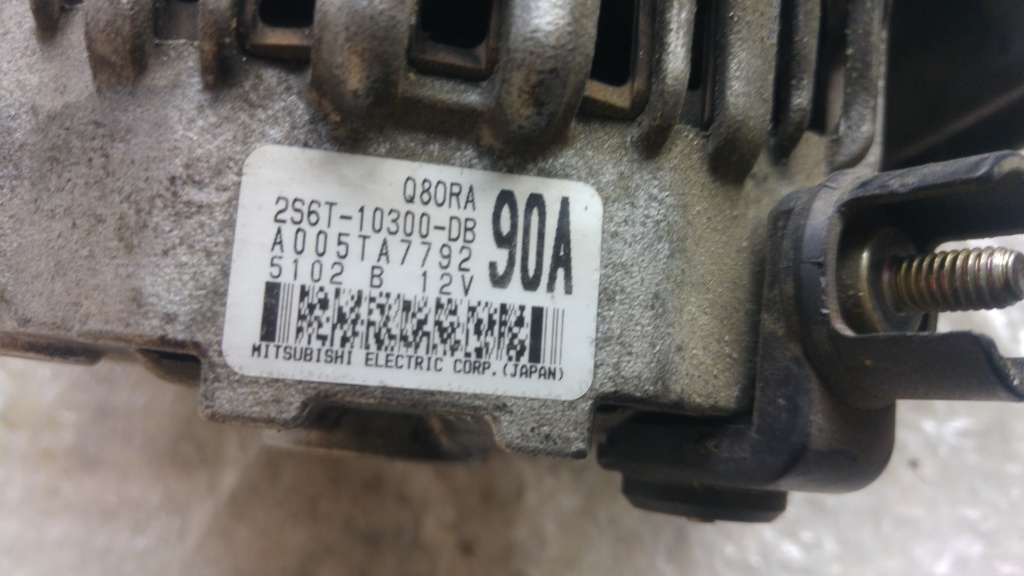 Q80RA
2S6T-10300-DB
90A
A005TA7792
5102 B 12V
MITSUBISHI ELECTRIC CORP.(JAPAN)